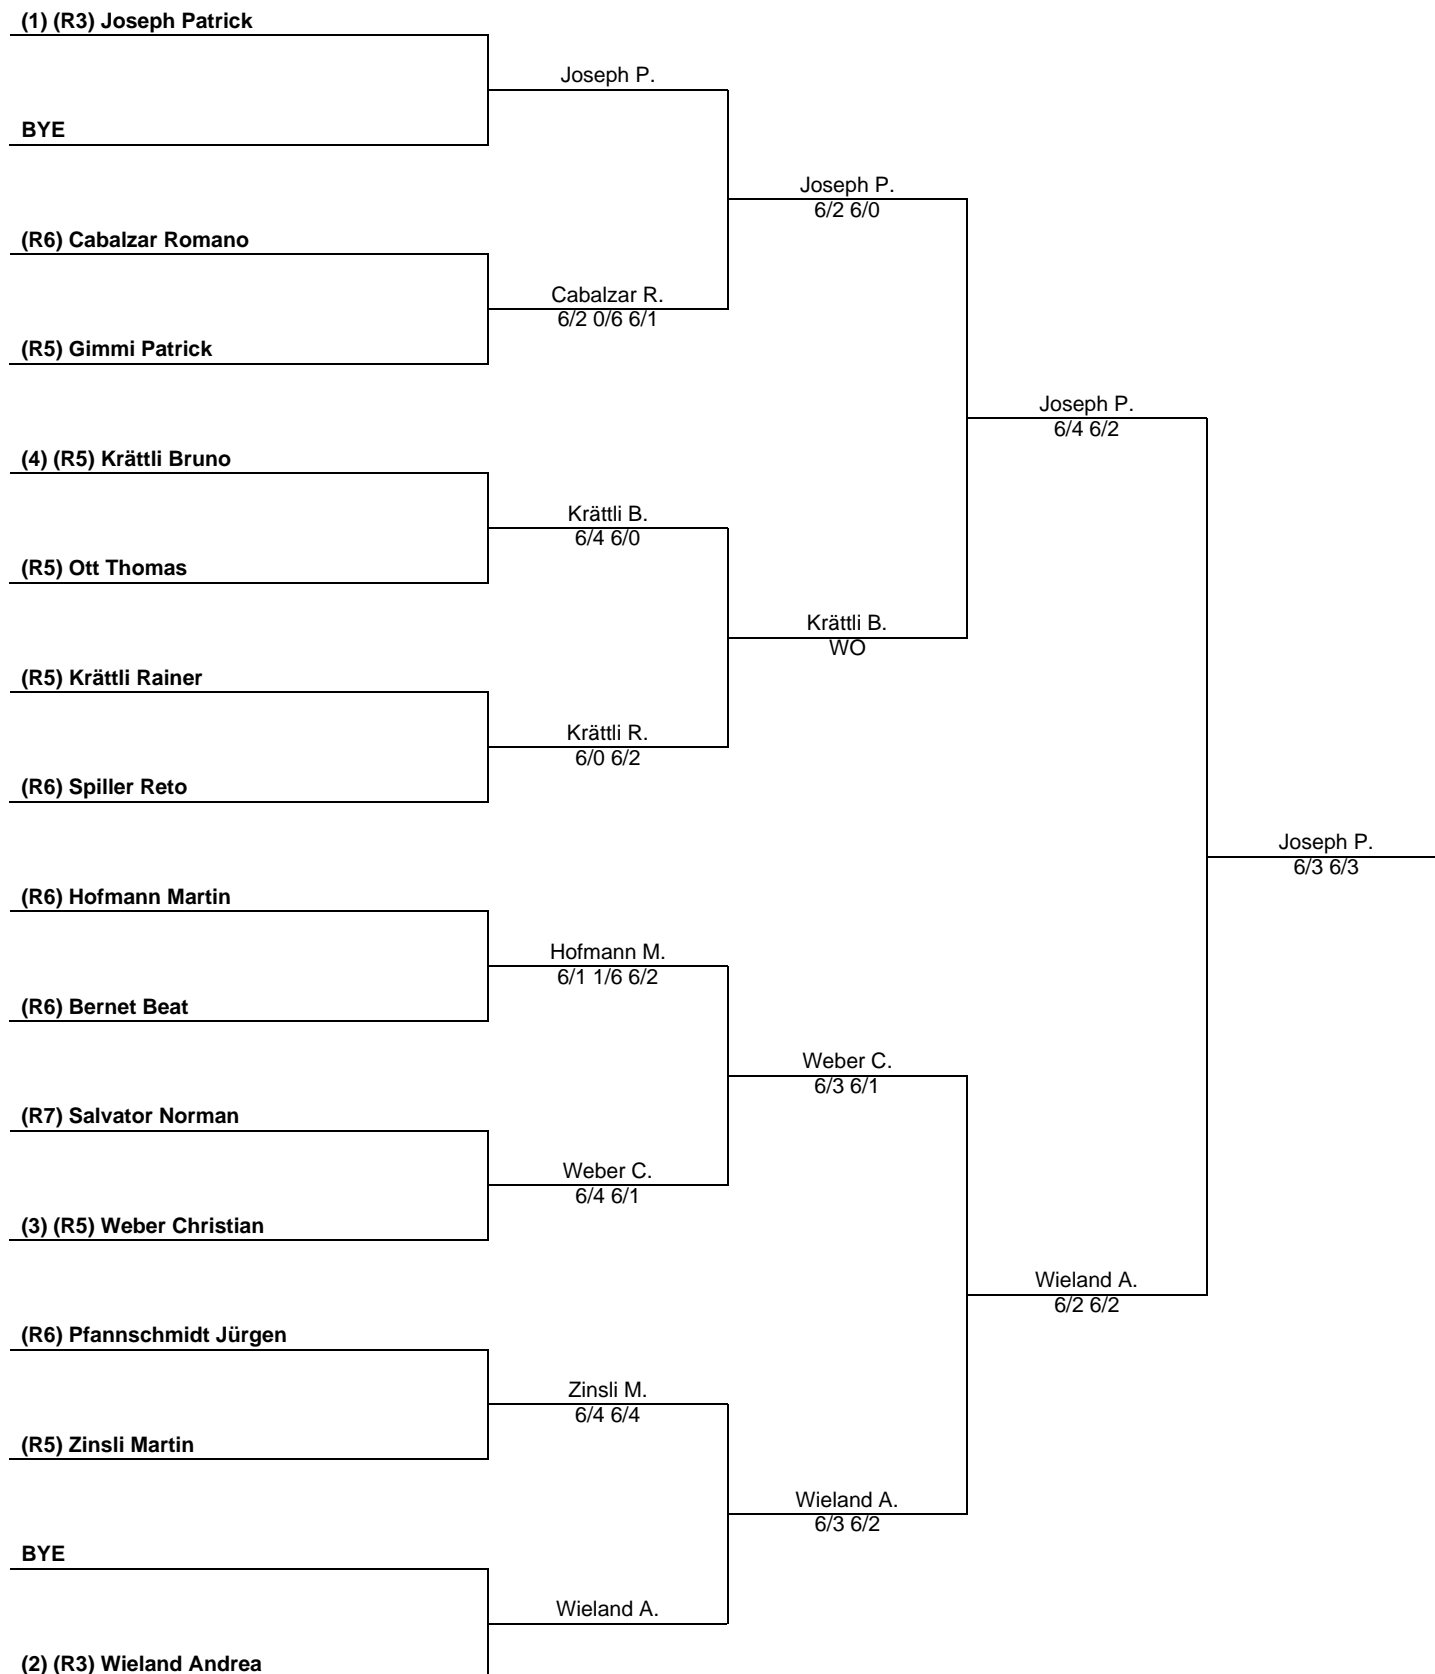 (1) (R3) Joseph Patrick
Joseph P.
BYE
Joseph P.
6/2 6/0
(R6) Cabalzar Romano
Cabalzar R.
6/2 0/6 6/1
(R5) Gimmi Patrick
Joseph P.
6/4 6/2
(4) (R5) Krättli Bruno
Krättli B.
6/4 6/0
(R5) Ott Thomas
Krättli B.
WO
(R5) Krättli Rainer
Krättli R.
6/0 6/2
(R6) Spiller Reto
Joseph P.
6/3 6/3
(R6) Hofmann Martin
Hofmann M.
6/1 1/6 6/2
(R6) Bernet Beat
Weber C.
6/3 6/1
(R7) Salvator Norman
Weber C.
6/4 6/1
(3) (R5) Weber Christian
Wieland A.
6/2 6/2
(R6) Pfannschmidt Jürgen
Zinsli M.
6/4 6/4
(R5) Zinsli Martin
Wieland A.
6/3 6/2
BYE
Wieland A.
(2) (R3) Wieland Andrea